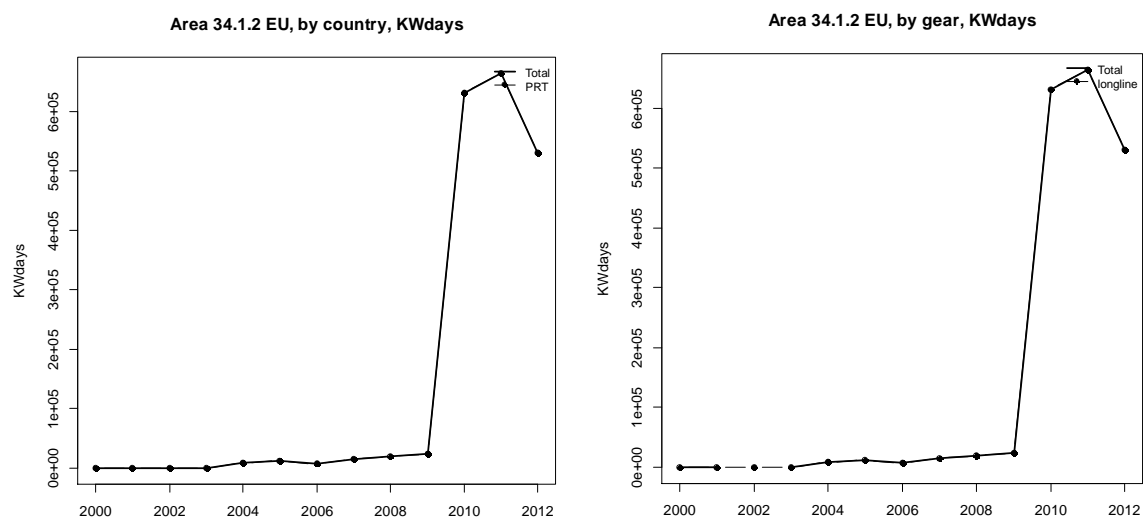 Area 34.1.2 EU, by country, KWdays
KWdays
6e+05
5e+05
4e+05
3e+05
2e+05
1e+05
0e+00
Total
PRT
2000 2002 2004 2006 2008 2010 2012
Area 34.1.2 EU, by gear, KWdays
KWdays
6e+05
5e+05
4e+05
3e+05
2e+05
1e+05
0e+00
Total
longline
2000 2002 2004 2006 2008 2010 2012